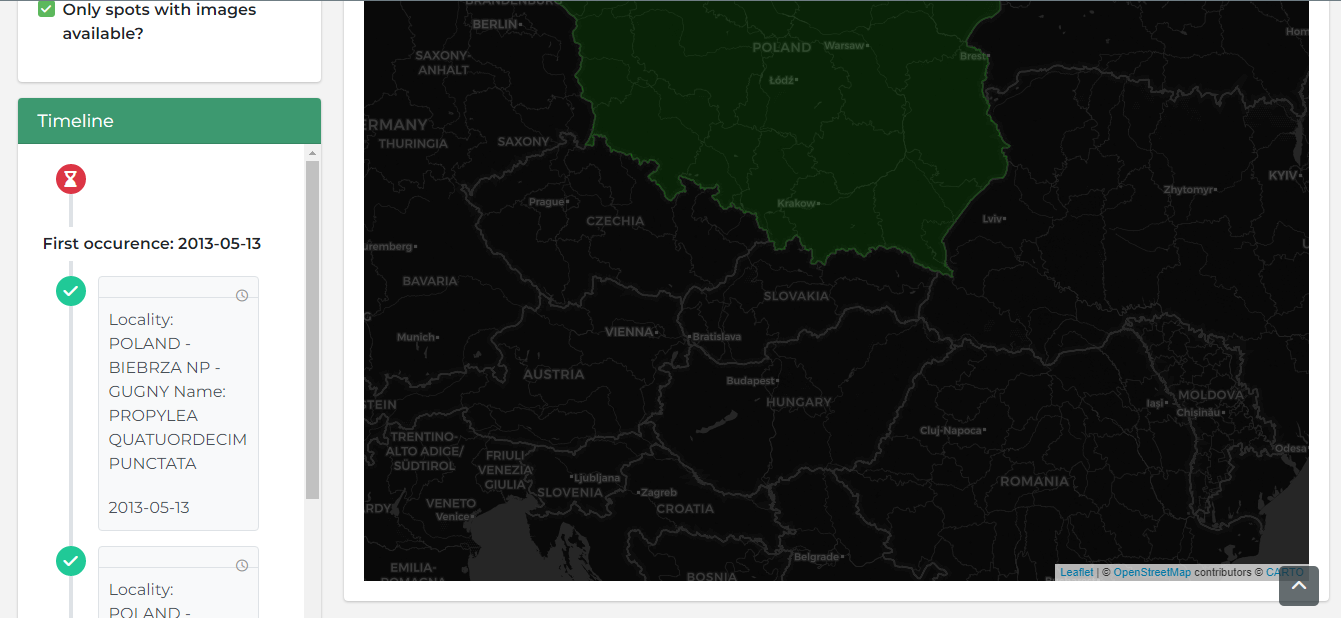 Only spots with images
available?
Timeline
First occurence: 2013-05-13
Locality:
POLAND -
BIEBRZA NP -
GUGNY Name:
PROPYLEA
QUATUORDECIM
PUNCTATA
2013-05-13
Locality:
POLAND -
BRANDENBURG
BERLIN
SAXONY-
ANHALT
POLAND
Warsaw
Brest
Hom
Łódź
ERMANY
THURINGIA
SAXONY
KYIV
Zhytomyr
Prague
Krakow
CZECHIA
Lviv
uremberg
BAVARIA
SLOVAKIA
Munich
VIENNA
Bratislava
AUSTRIA
Budapest
HUNGARY
MOLDOVA
Iași
Chișinău
STEIN
Cluj-Napoca
TRENTINO-
ALTO ADIGE/
SÜDTIROL
Odesa
FRIULI
VENEZIA
GIULIA
Ljubljana
SLOVENIA
Zagreb
CROATIA
ROMANIA
RDY
VENETO
Venice
Belgrade
EMILIA-
ROMAGNA
BOSNIA
Leaflet | © OpenStreetMap contributors © CARTO